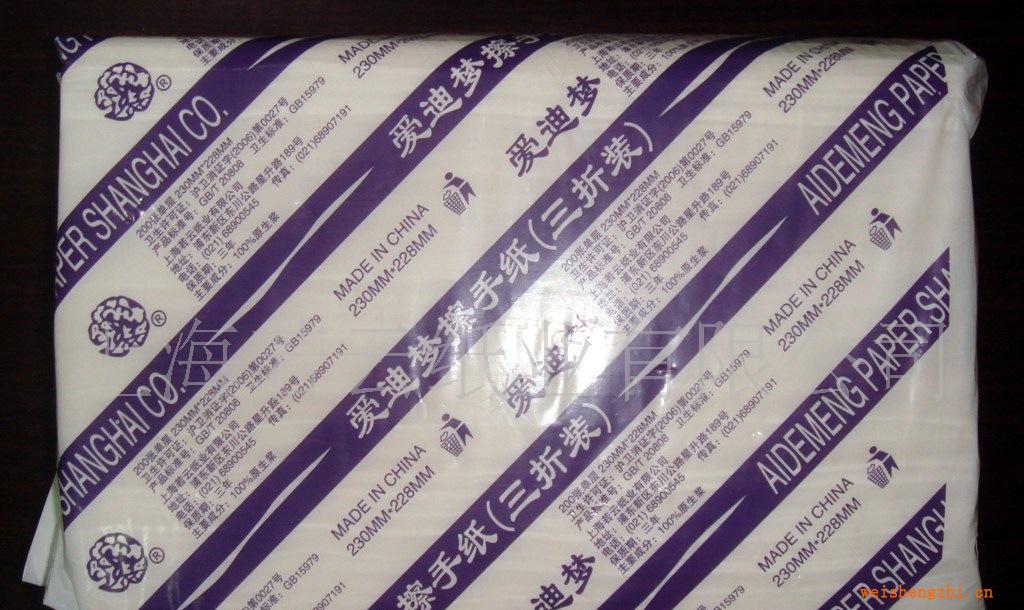 AIDEMENG PAPER SHANGHAI CO.
爱迪梦擦手纸(三折装)
爱迪梦
®
MADE IN CHINA
230MM*228MM
200张单层 230MM*228MM
卫生许可证: 沪卫消证字(2006)第0027号
产品标准号: GB/T 20808 卫生标准: GB15979
上海若云纸业有限公司
地址: 浦东新区东川公路星升路189号
电话: (021)68900545 传真: (021)68907191
保质期: 三年
主要成分: 100%原生浆
weishengzhi.cn